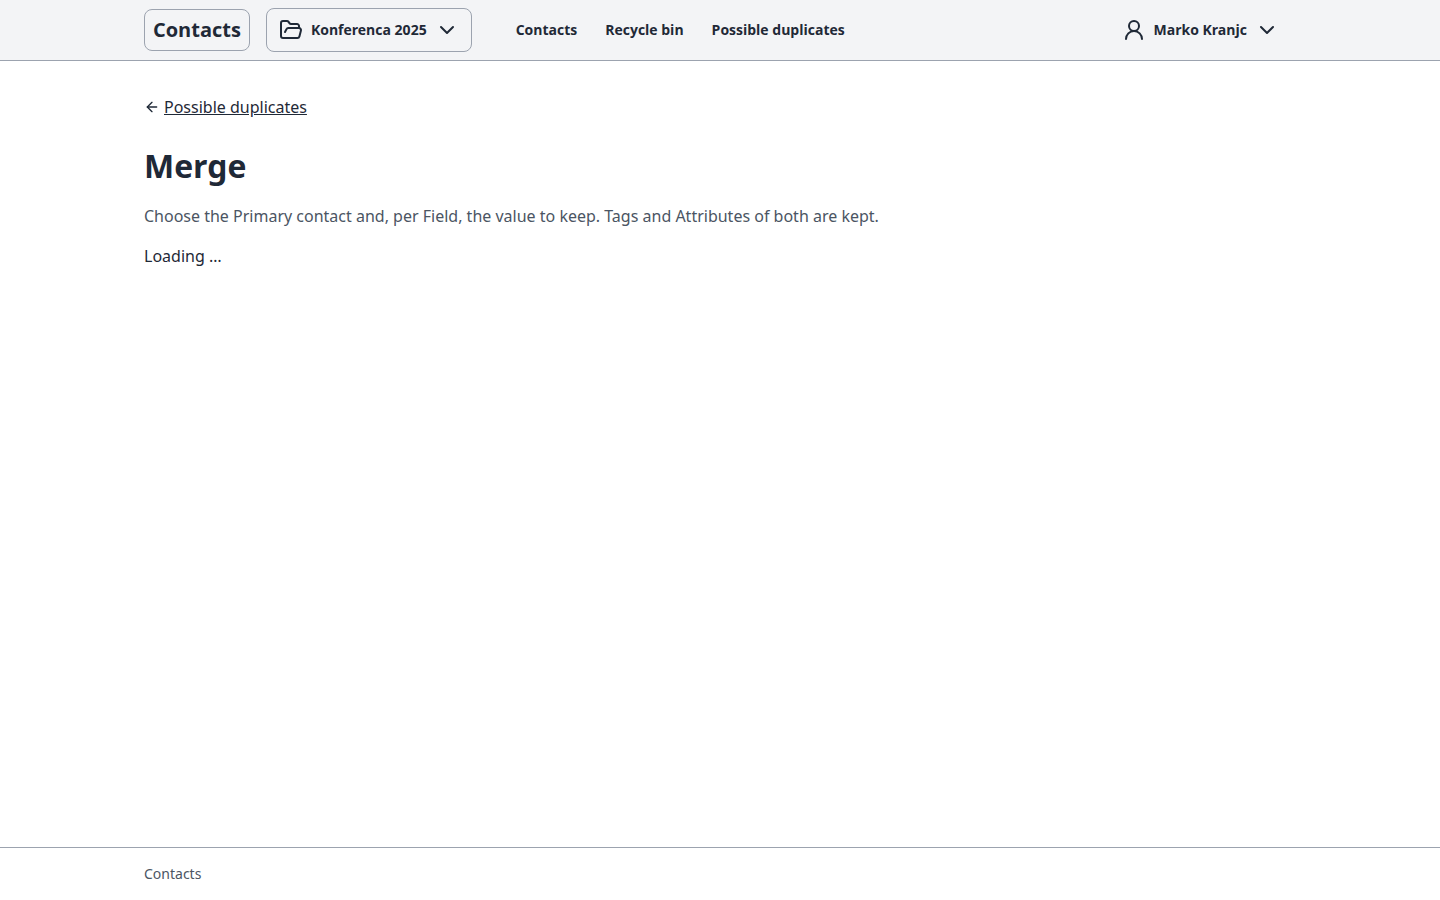 Contacts
Konferenca 2025
Contacts
Recycle bin
Possible duplicates
Marko Kranjc
Possible duplicates
Merge
Choose the Primary contact and, per Field, the value to keep. Tags and Attributes of both are kept.
Loading ...
Contacts